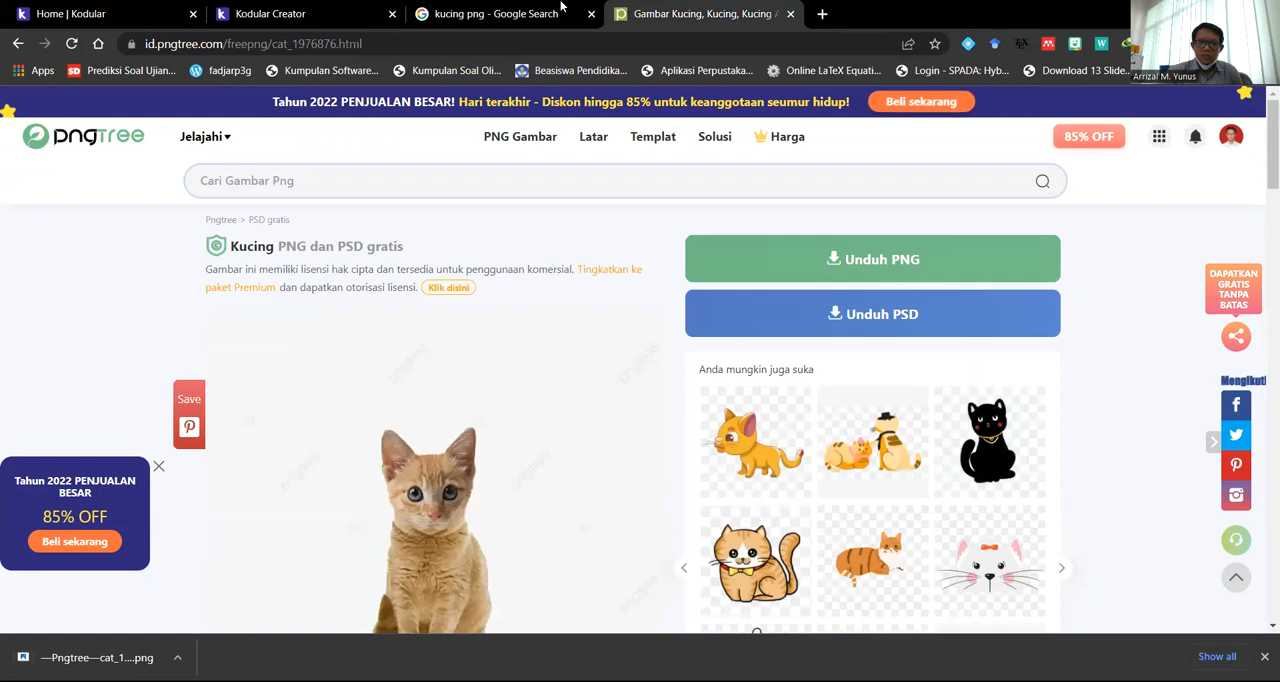 Home | Kodular
Kodular Creator
kucing png - Google Search
Gambar Kucing, Kucing, Kucing
id.pngtree.com/freepng/cat_1976876.html
Apps
Prediksi Soal Ujian...
fadjarp3g
Kumpulan Software...
Kumpulan Soal Oli...
Beasiswa Pendidika...
Aplikasi Perpustaka...
Online LaTeX Equati...
Login - SPADA: Hyb...
Download 13 Slide...
Arrizal M. Yunus
Tahun 2022 PENJUALAN BESAR! Hari terakhir - Diskon hingga 85% untuk keanggotaan seumur hidup!
Beli sekarang
pngtree
Jelajahi
PNG Gambar
Latar
Templat
Solusi
Harga
85% OFF
Cari Gambar Png
Pngtree > PSD gratis
Kucing PNG dan PSD gratis
Gambar ini memiliki lisensi hak cipta dan tersedia untuk penggunaan komersial. Tingkatkan ke
paket Premium dan dapatkan otorisasi lisensi. Klik disini
Unduh PNG
Unduh PSD
Anda mungkin juga suka
Save
DAPATKAN
GRATIS
TANPA
BATAS
Mengikuti
Tahun 2022 PENJUALAN
BESAR
85% OFF
Beli sekarang
—Pngtree—cat_1....png
Show all